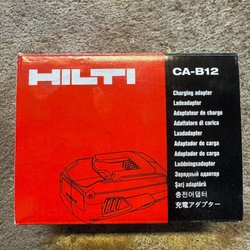 HILTI
CA-B12
Charging adapter
Ladeadapter
Adaptateur de charge
Adattatore di carica
Laadadapter
Adaptador de carga
Adaptador de carga
Laddningsadapter
Зарядный адаптер
Şarj adaptörü
충전어댑터
充電アダプター